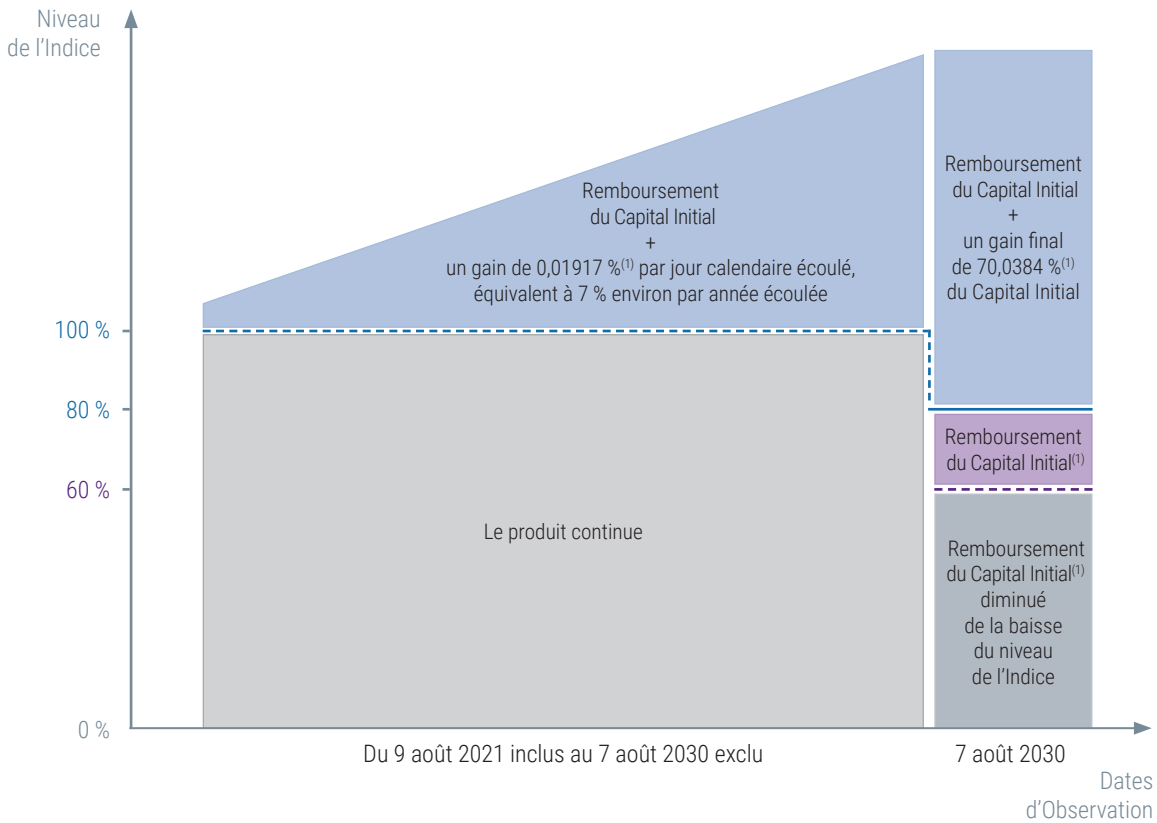 Niveau
de l'Indice
Remboursement
du Capital Initial
+
un gain de 0,01917 %(1) par jour calendaire écoulé,
équivalent à 7 % environ par année écoulée
Remboursement
du Capital Initial
+
un gain final
de 70,0384 %(1)
du Capital Initial
100 %
80 %
60 %
0 %
Remboursement
du Capital Initial(1)
Le produit continue
Remboursement
du Capital Initial(1)
diminué
de la baisse
du niveau
de l'Indice
Du 9 août 2021 inclus au 7 août 2030 exclu
7 août 2030
Dates
d'Observation